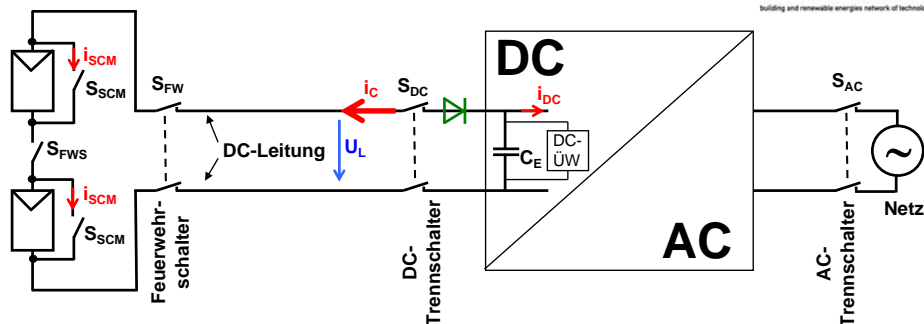 building and renewable energies network of technolo
iSCM
SSCM
SFWS
iSCM
SSCM
SFW
Feuerwehr-
schalter
DC-Leitung
iC
UL
SDC
DC-
Trennschalter
DC
iDC
CE
DC-
ÜW
AC
SAC
AC-
Trennschalter
~
Netz